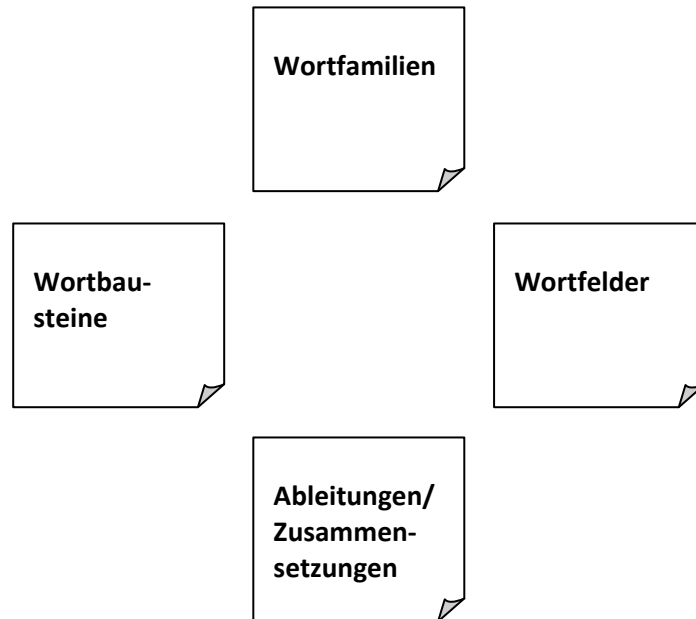 Wortfamilien
Wortbau-
steine
Wortfelder
Ableitungen/
Zusammen-
setzungen